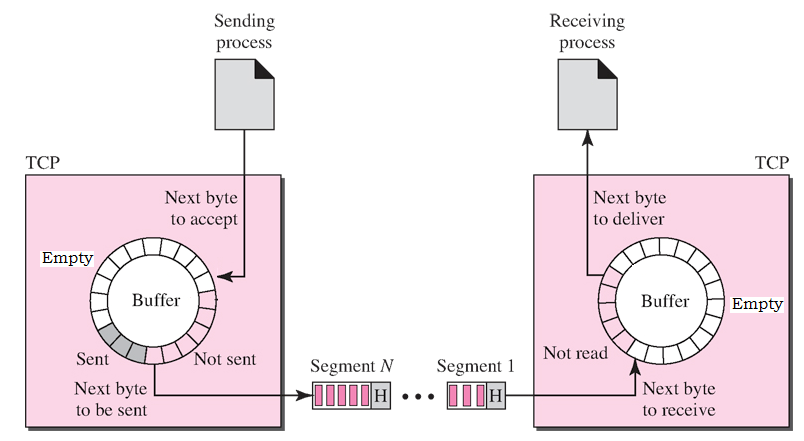 Sending
process
Receiving
process
TCP
TCP
Next byte
to accept
Next byte
to deliver
Empty
Buffer
Buffer
Empty
Sent
Not sent
Not read
Segment N
Segment 1
Next byte
to be sent
H
H
Next byte
to receive